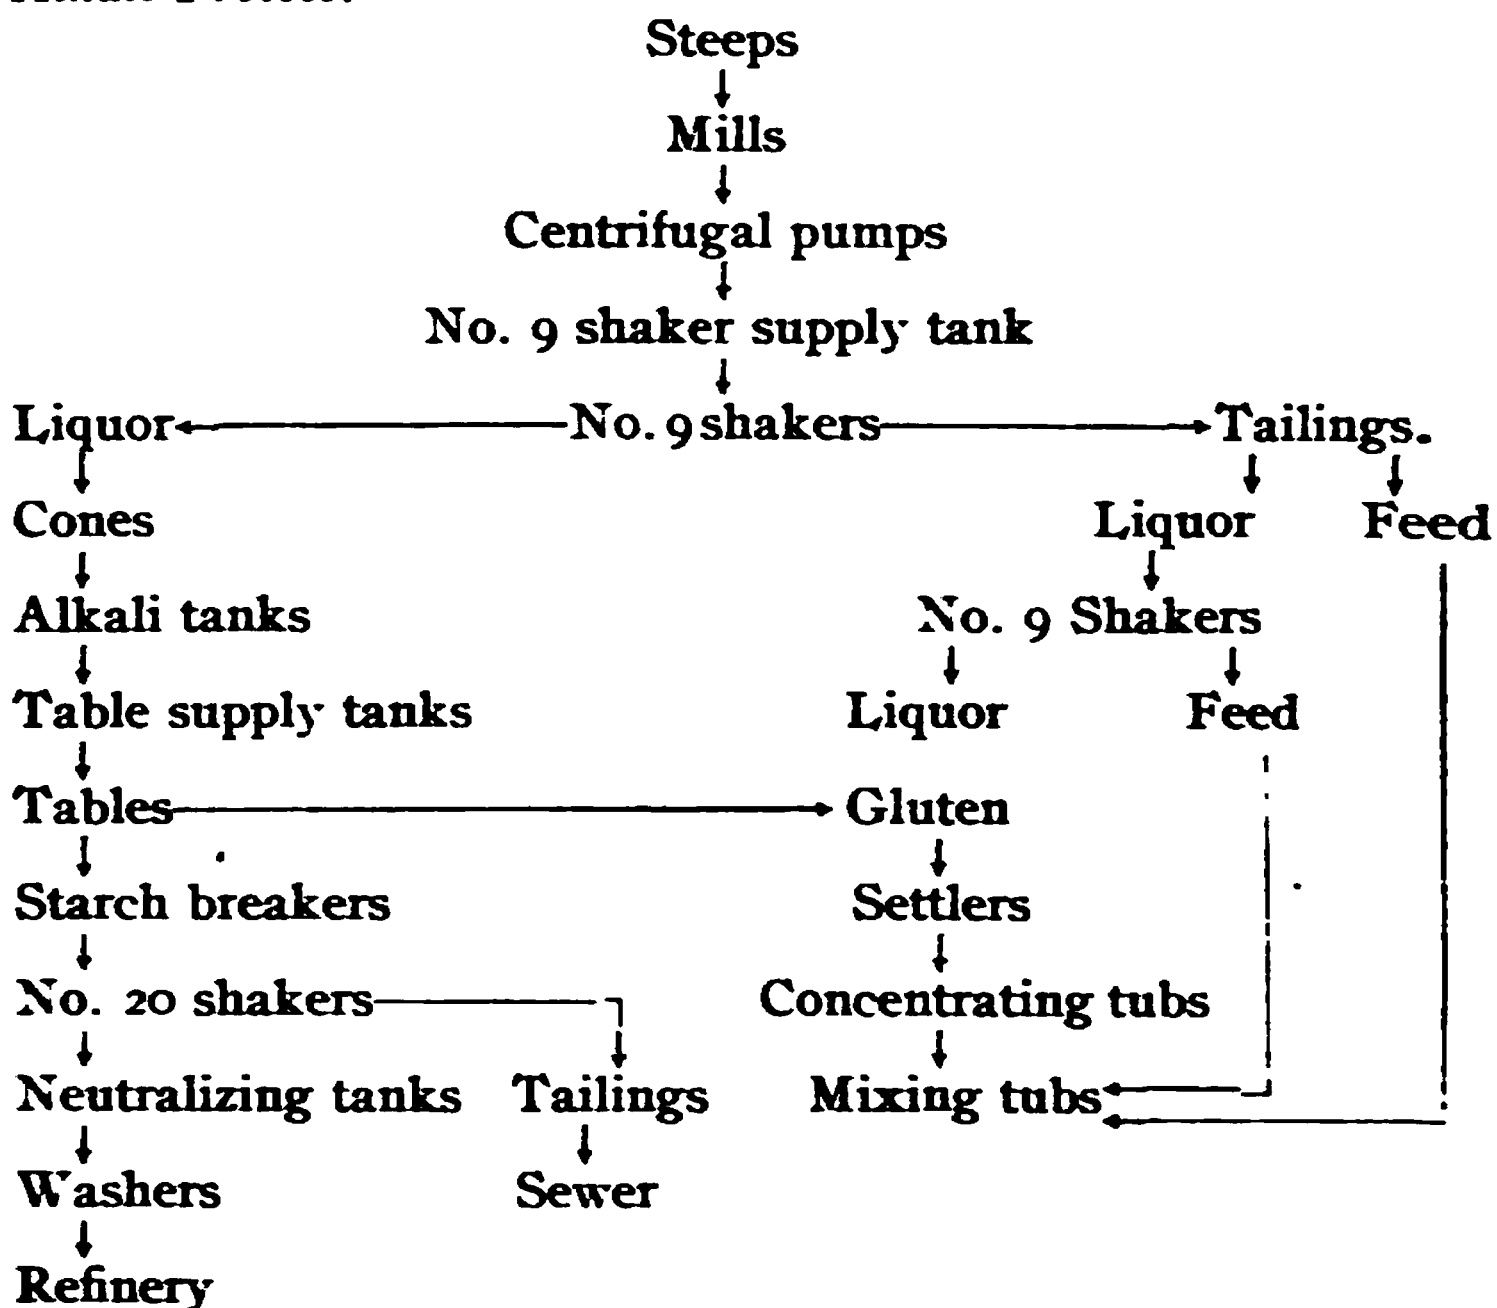 Steeps
Mills
Centrifugal pumps
No. 9 shaker supply tank
Liquor No. 9 shakers Tailings.
Cones Liquor Feed
Alkali tanks No. 9 Shakers
Table supply tanks Liquor Feed
Tables Gluten
Starch breakers Settlers
No. 20 shakers Concentrating tubs
Neutralizing tanks Tailings Mixing tubs
Washers Sewer
Refinery